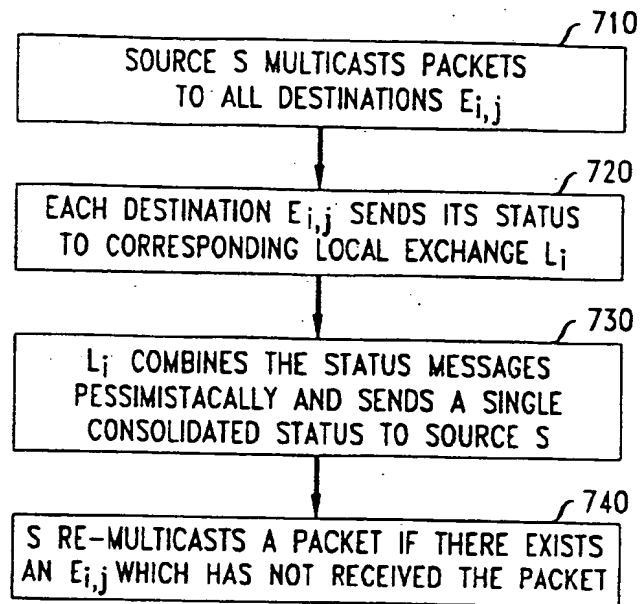 710
SOURCE S MULTICASTS PACKETS
TO ALL DESTINATIONS Ei,j
720
EACH DESTINATION Ei,j SENDS ITS STATUS
TO CORRESPONDING LOCAL EXCHANGE Li
730
Li COMBINES THE STATUS MESSAGES
PESSIMISTACALLY AND SENDS A SINGLE
CONSOLIDATED STATUS TO SOURCE S
740
S RE-MULTICASTS A PACKET IF THERE EXISTS
AN Ei,j WHICH HAS NOT RECEIVED THE PACKET